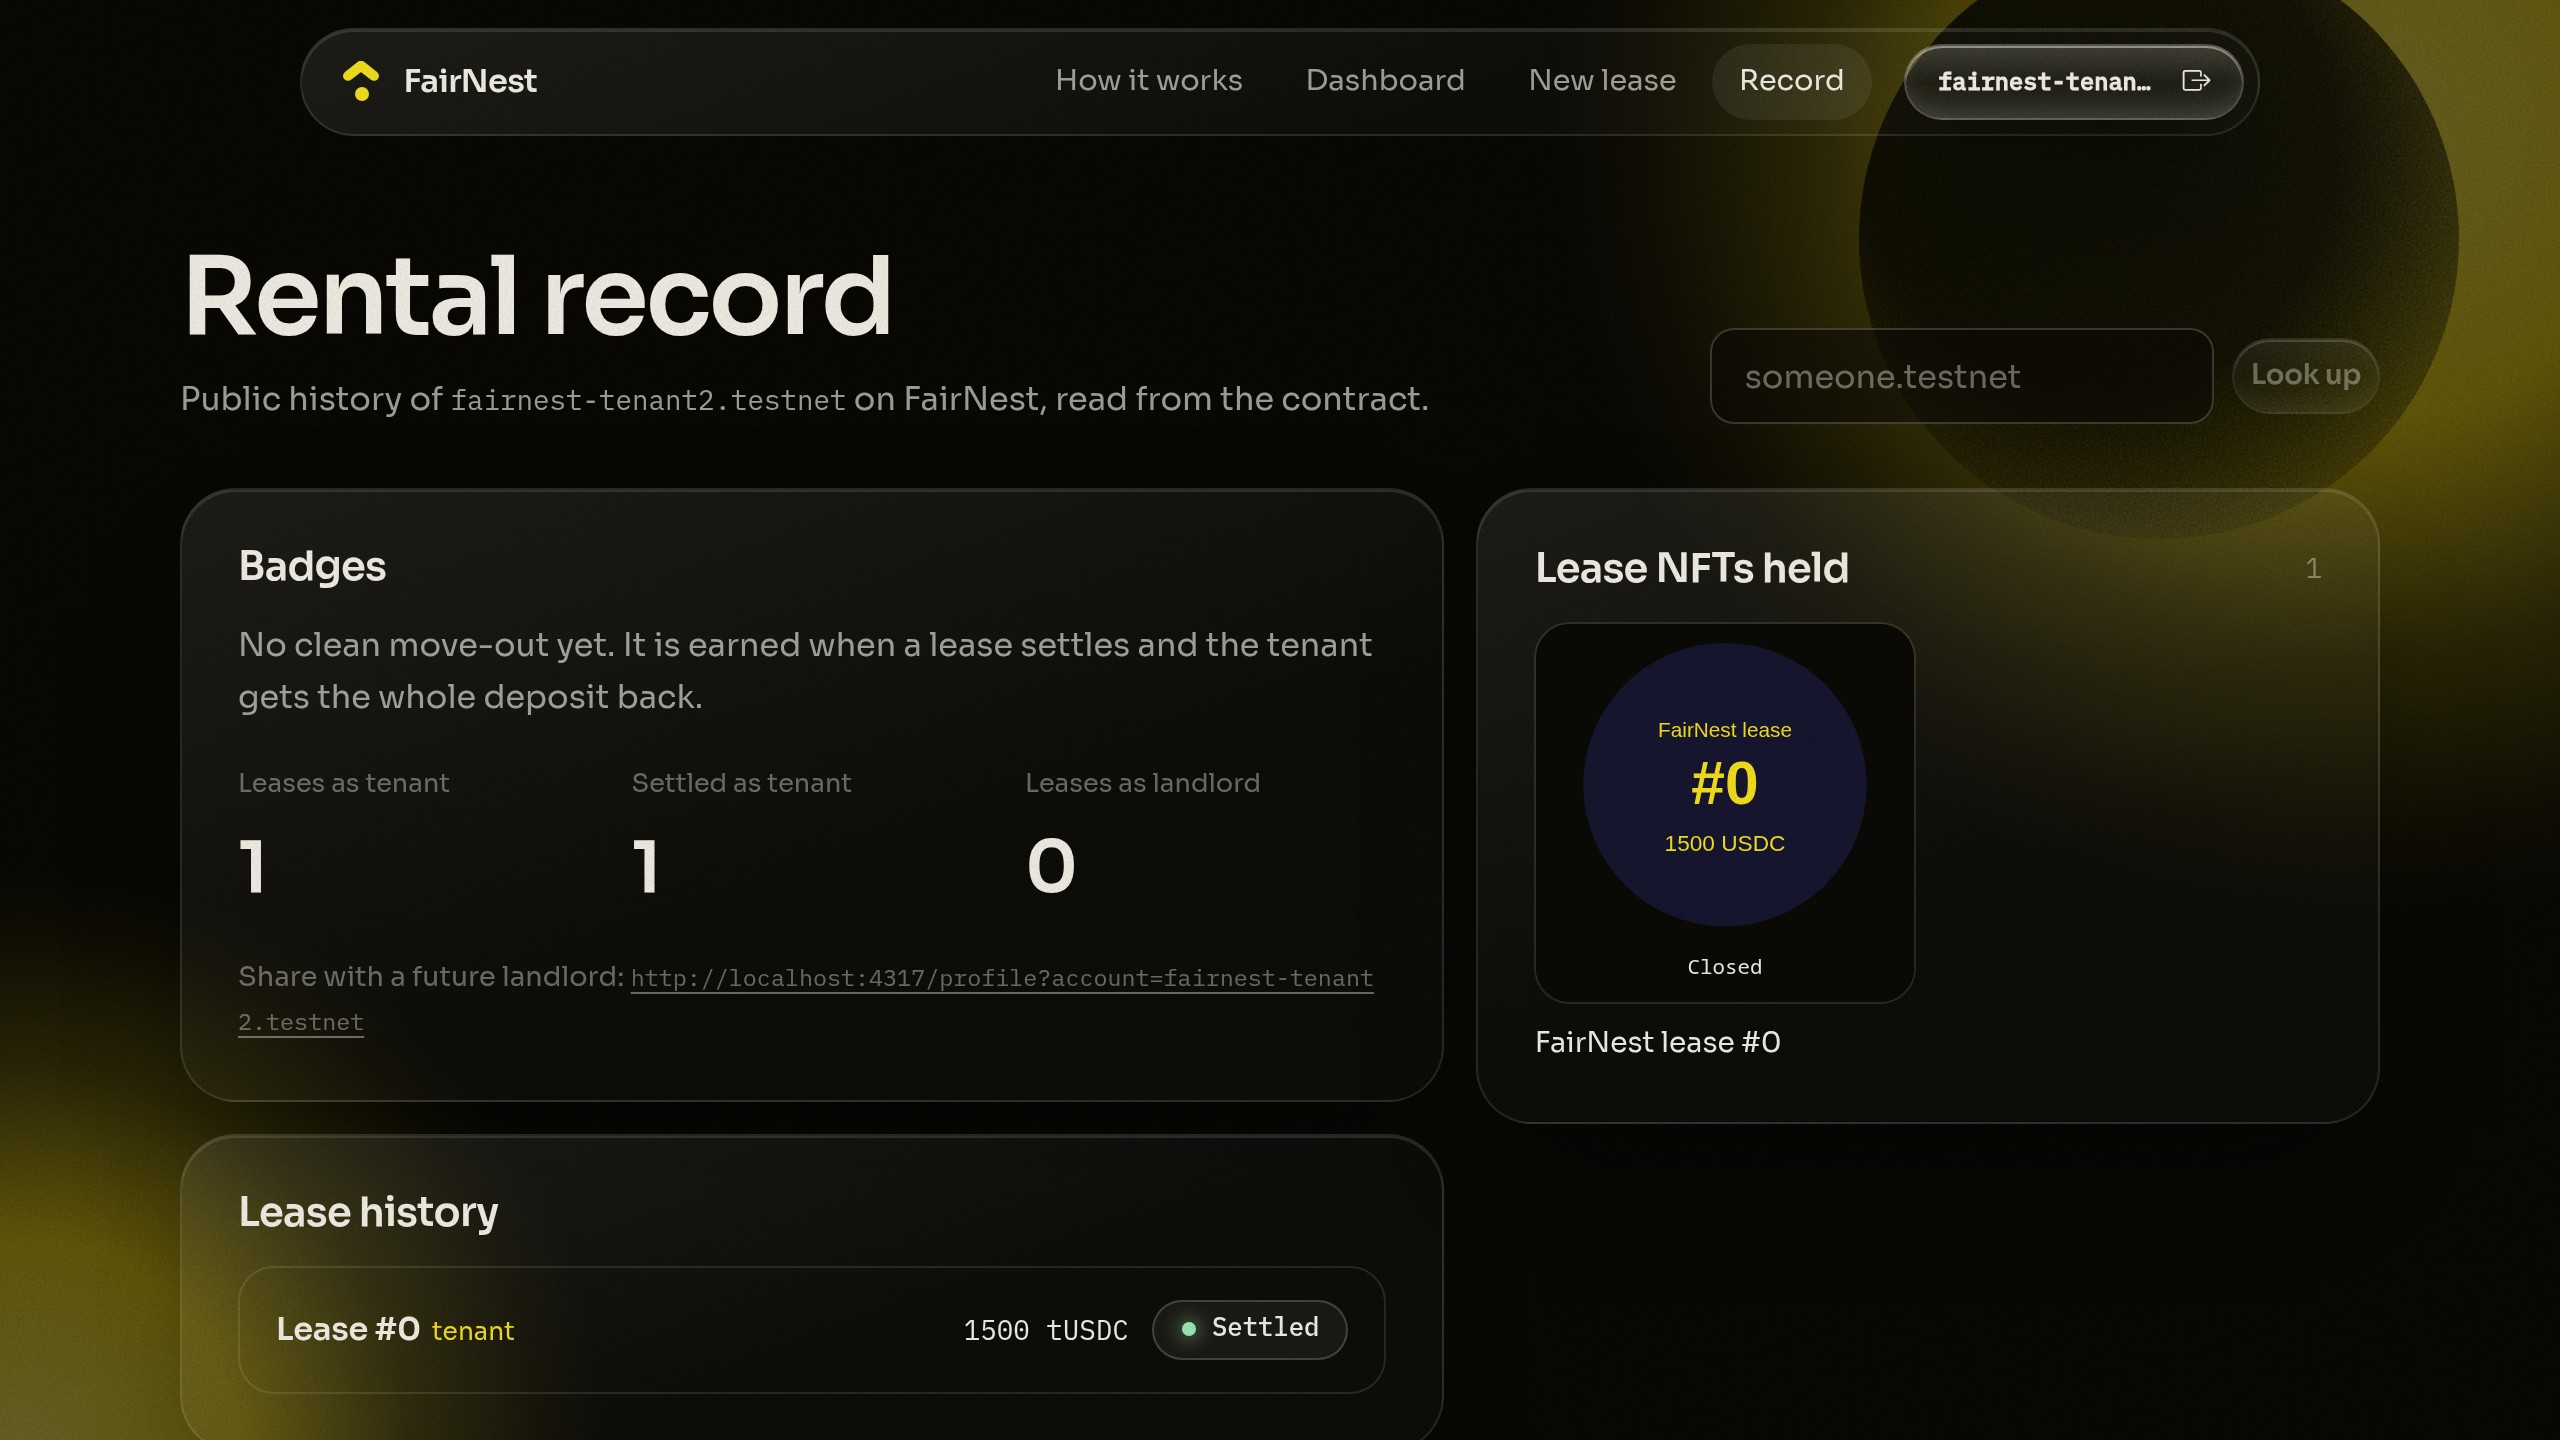 FairNest
How it works
Dashboard
New lease
Record
fairnest-tenan…
Rental record
Public history of fairnest-tenant2.testnet on FairNest, read from the contract.
someone.testnet
Look up
Badges
No clean move-out yet. It is earned when a lease settles and the tenant
gets the whole deposit back.
Leases as tenant
1
Settled as tenant
1
Leases as landlord
0
Share with a future landlord: http://localhost:4317/profile?account=fairnest-tenant
2.testnet
Lease NFTs held
1
FairNest lease
#0
1500 USDC
Closed
FairNest lease #0
Lease history
Lease #0 tenant
1500 tUSDC
Settled